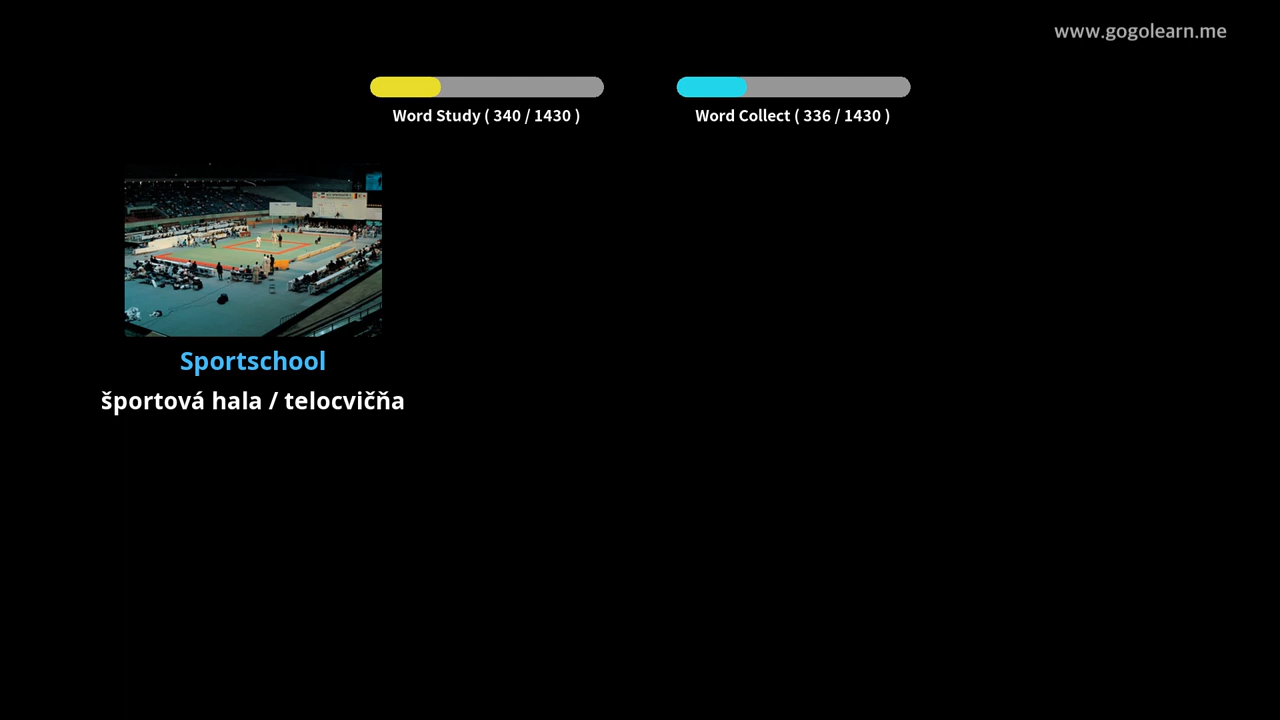 www.gogolearn.me
Word Study ( 340 / 1430 )
Word Collect ( 336 / 1430 )
Sportschool
športová hala / telocvičňa